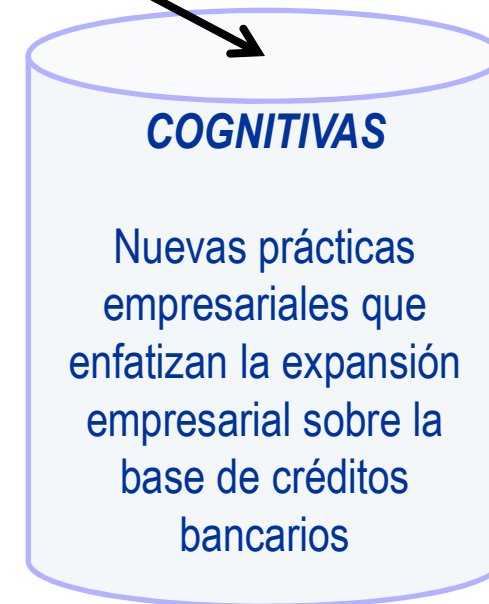 COGNITIVAS
Nuevas prácticas
empresariales que
enfatizan la expansión
empresarial sobre la
base de créditos
bancarios